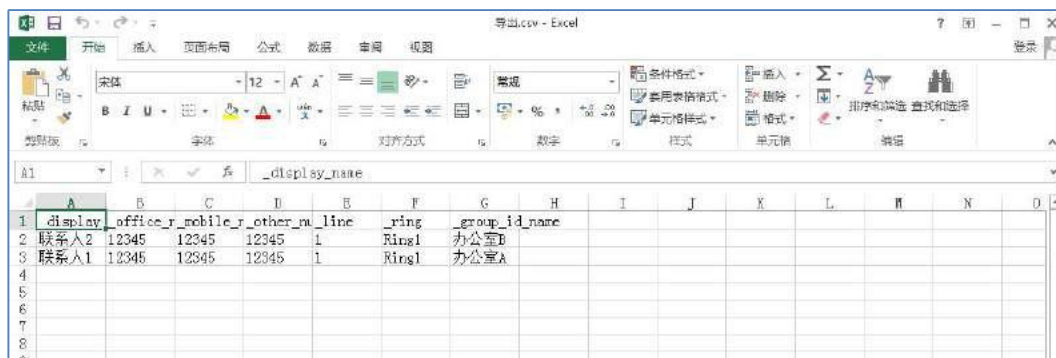 导出.csv - Excel
文件 开始 插入 页面布局 公式 数据 审阅 视图 登录
宋体 12 A A 常规 条件格式 插入 Σ
粘贴 B I U A wén 文 % 套用表格格式 删除 排序和筛选 查找和选择
单元格样式 格式
剪贴板 字体 对齐方式 数字 样式 单元格 编辑
A1 fx _display_name
A B C D E F G H I J K L M N O
1 _display _office_r _mobile_r _other_nu _line _ring _group_id_name
2 联系人2 12345 12345 12345 1 Ring1 办公室B
3 联系人1 12345 12345 12345 1 Ring1 办公室A
4
5
6
7
8